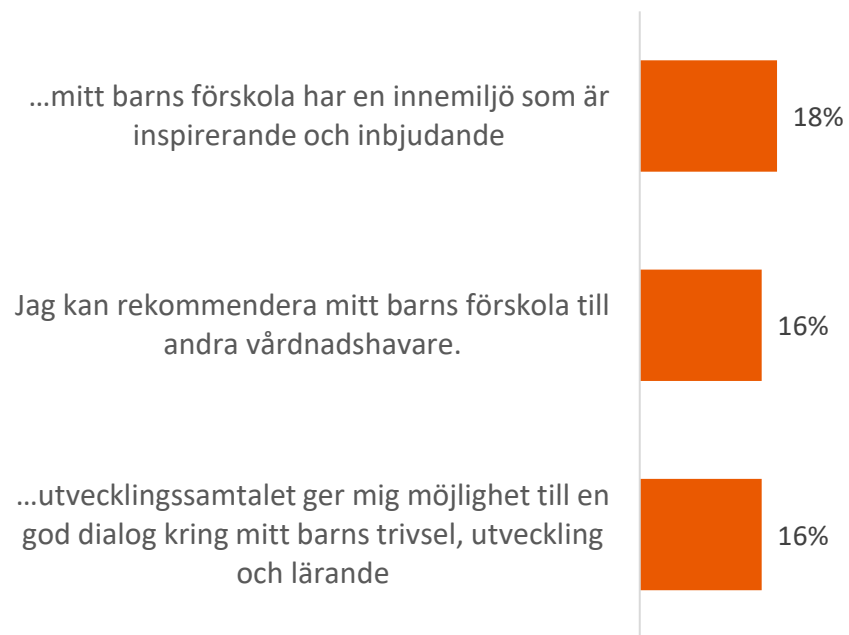 ...mitt barns förskola har en innemiljö som är
inspirerande och inbjudande
18%
Jag kan rekommendera mitt barns förskola till
andra vårdnadshavare.
16%
...utvecklingssamtalet ger mig möjlighet till en
god dialog kring mitt barns trivsel, utveckling
och lärande
16%